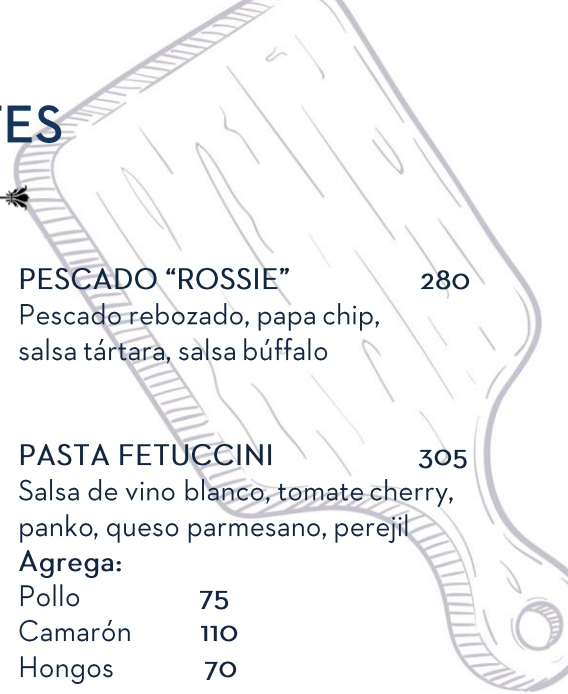 TES
PESCADO “ROSSIE” 280
Pescado rebozado, papa chip,
salsa tártara, salsa búffalo
PASTA FETUCCINI 305
Salsa de vino blanco, tomate cherry,
panko, queso parmesano, perejil
Agrega:
Pollo 75
Camarón 110
Hongos 70